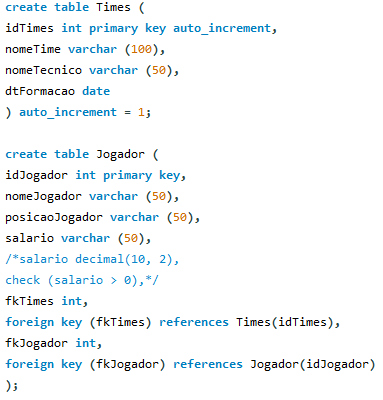 create table Times (
idTimes int primary key auto_increment,
nomeTime varchar (100),
nomeTecnico varchar (50),
dtFormacao date
) auto_increment = 1;

create table Jogador (
idJogador int primary key,
nomeJogador varchar (50),
posicaoJogador varchar (50),
salario varchar (50),
/*salario decimal(10, 2),
check (salario > 0),*/
fkTimes int,
foreign key (fkTimes) references Times(idTimes),
fkJogador int,
foreign key (fkJogador) references Jogador(idJogador)
);